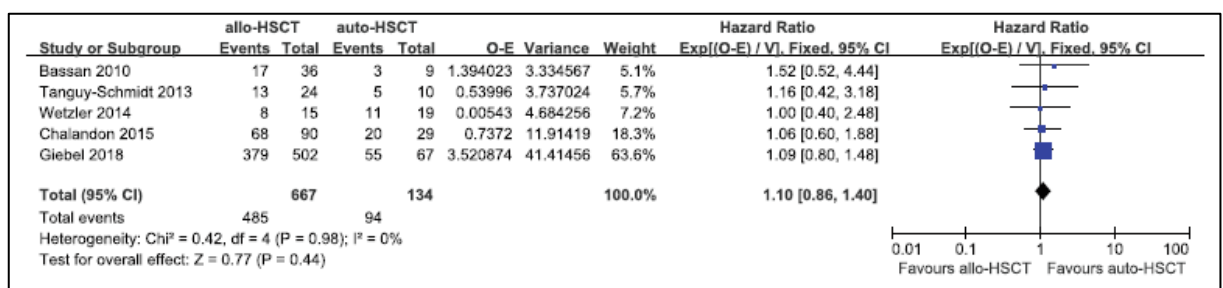 allo-HSCT auto-HSCT Hazard Ratio Hazard Ratio
Study or Subgroup Events Total Events Total O-E Variance Weight Exp[(O-E) / V], Fixed, 95% CI Exp[(O-E) / V], Fixed, 95% CI
Bassan 2010 17 36 3 9 1.394023 3.334567 5.1% 1.52 [0.52, 4.44]
Tanguy-Schmidt 2013 13 24 5 10 0.53996 3.737024 5.7% 1.16 [0.42, 3.18]
Wetzler 2014 8 15 11 19 0.00543 4.684256 7.2% 1.00 [0.40, 2.48]
Chalandon 2015 68 90 20 29 0.7372 11.91419 18.3% 1.06 [0.60, 1.88]
Giebel 2018 379 502 55 67 3.520874 41.41456 63.6% 1.09 [0.80, 1.48]
Total (95% CI) 667 134 100.0% 1.10 [0.86, 1.40]
Total events 485 94
Heterogeneity: Chi² = 0.42, df = 4 (P = 0.98); I² = 0%
Test for overall effect: Z = 0.77 (P = 0.44)
0.01 0.1 1 10 100
Favours allo-HSCT Favours auto-HSCT